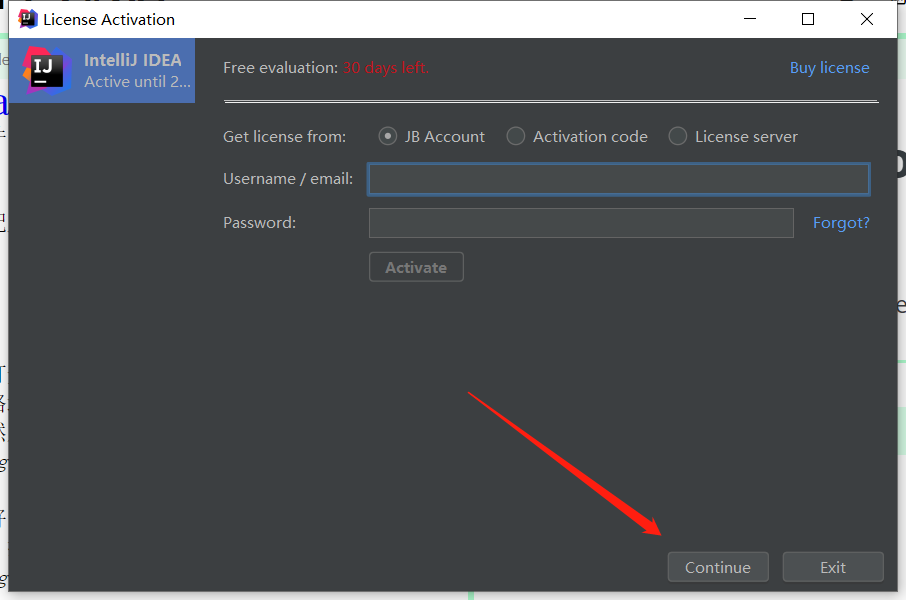 License Activation
IntelliJ IDEA
Active until 2...
Free evaluation: 30 days left.
Buy license
Get license from: JB Account Activation code License server
Username / email:
Password:
Forgot?
Activate
Continue Exit